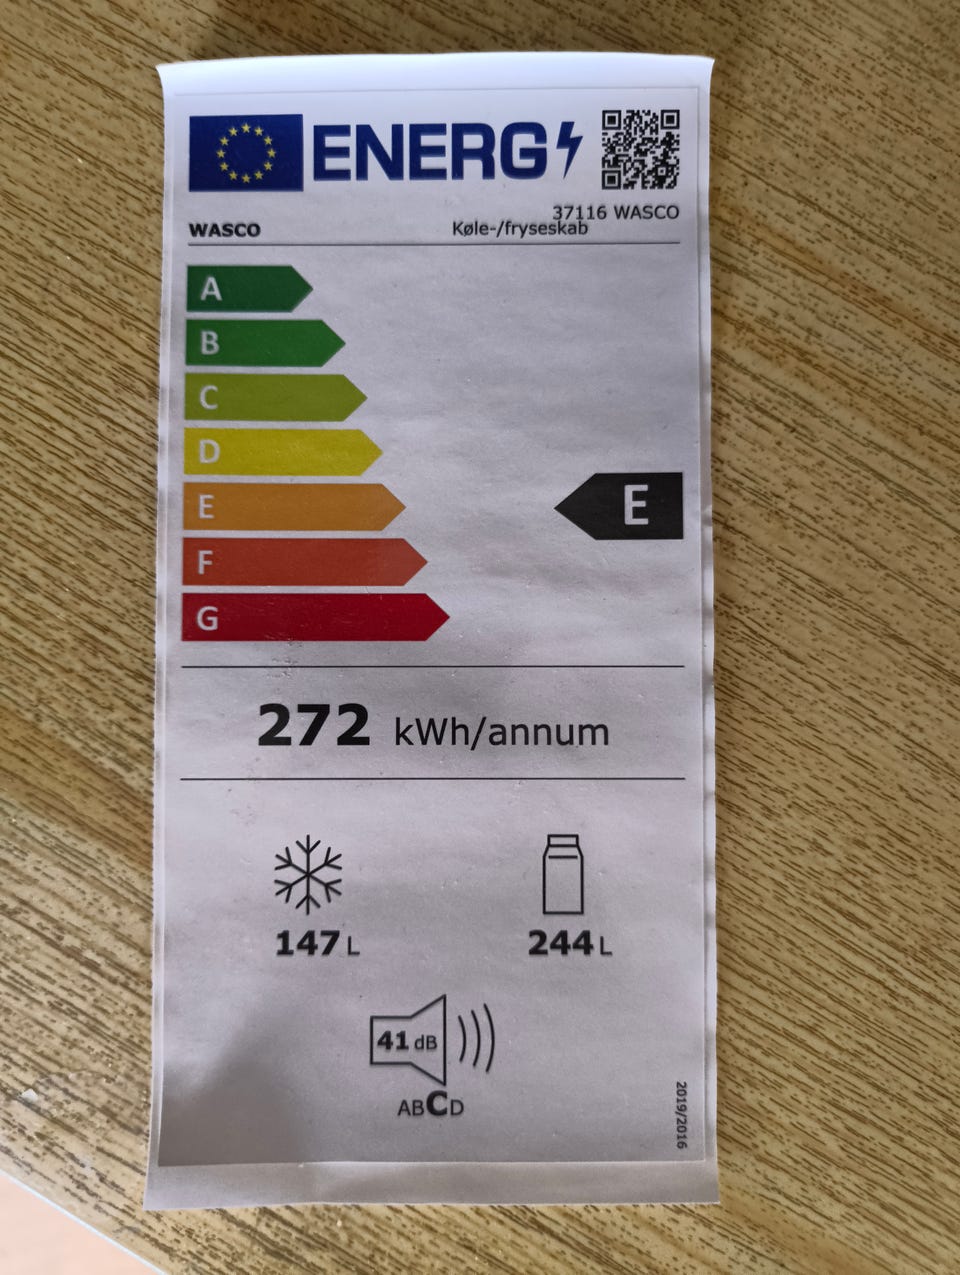 ENERG
37116 WASCO
WASCO
Køle-/fryseskab
A
B
C
D
E
E
F
G
272 kWh/annum
147 L
244 L
41 dB
ABCD
2019/2016